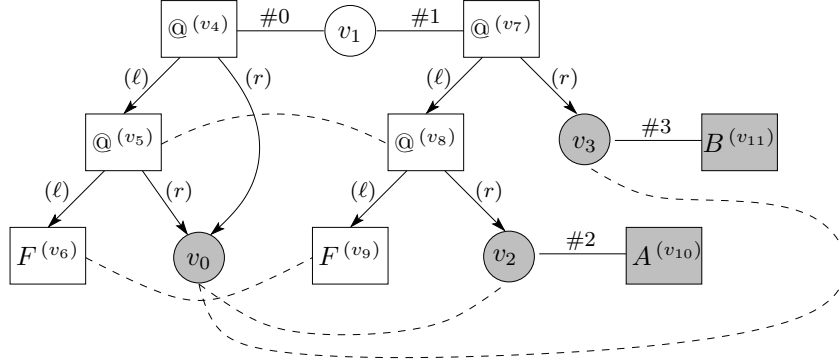 @(v4) #0 v1 #1 @(v7)
(ℓ) (r) (ℓ) (r)
@(v5) @(v8) v3 #3 B(v11)
(ℓ) (r) (ℓ) (r)
F(v6) v0 F(v9) v2 #2 A(v10)